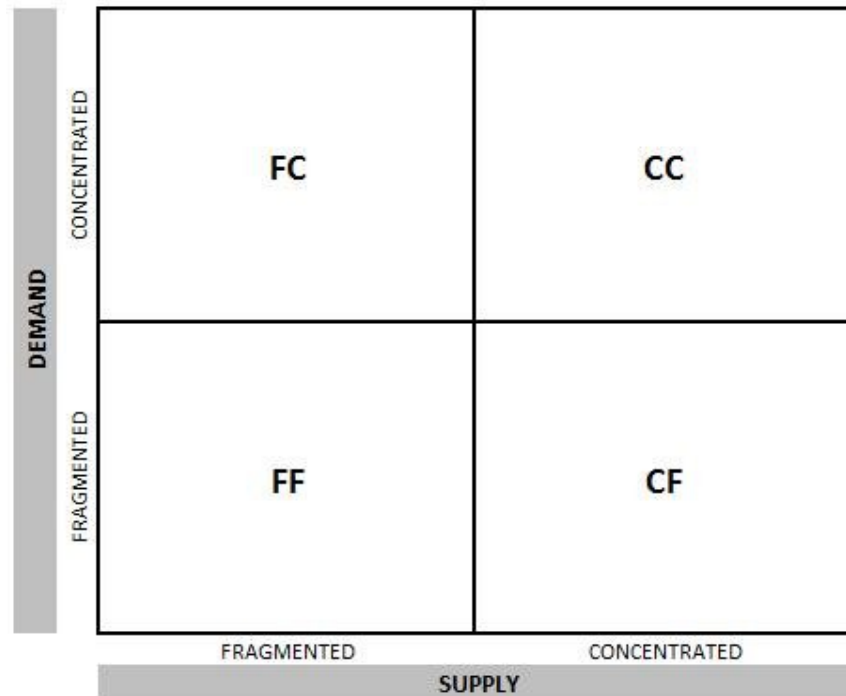 DEMAND
CONCENTRATED
FRAGMENTED
FC
CC
FF
CF
FRAGMENTED
CONCENTRATED
SUPPLY